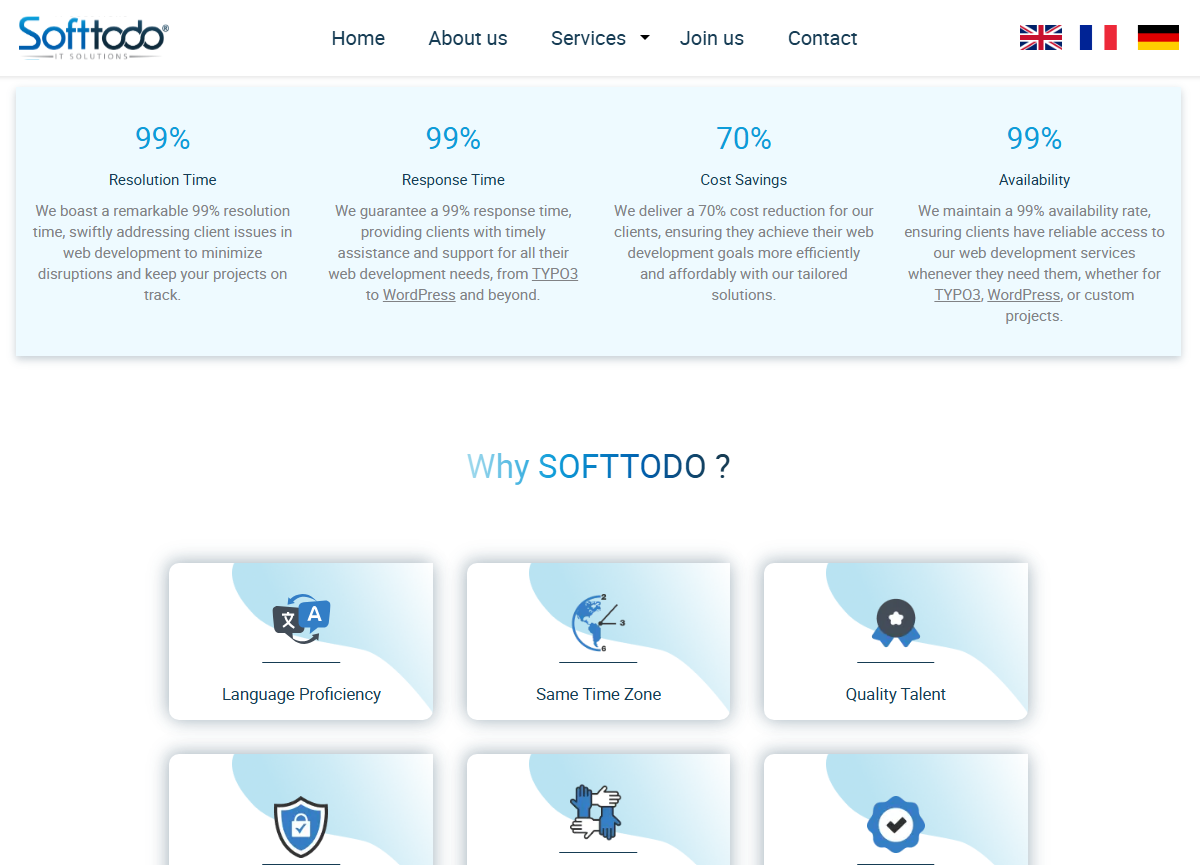 Softtodo®
IT SOLUTIONS
Home About us Services Join us Contact
99%
Resolution Time
We boast a remarkable 99% resolution
time, swiftly addressing client issues in
web development to minimize
disruptions and keep your projects on
track.
99%
Response Time
We guarantee a 99% response time,
providing clients with timely
assistance and support for all their
web development needs, from TYPO3
to WordPress and beyond.
70%
Cost Savings
We deliver a 70% cost reduction for our
clients, ensuring they achieve their web
development goals more efficiently
and affordably with our tailored
solutions.
99%
Availability
We maintain a 99% availability rate,
ensuring clients have reliable access to
our web development services
whenever they need them, whether for
TYPO3, WordPress, or custom
projects.
Why SOFTTODO ?
文 A
Language Proficiency
2
3
6
Same Time Zone
Quality Talent